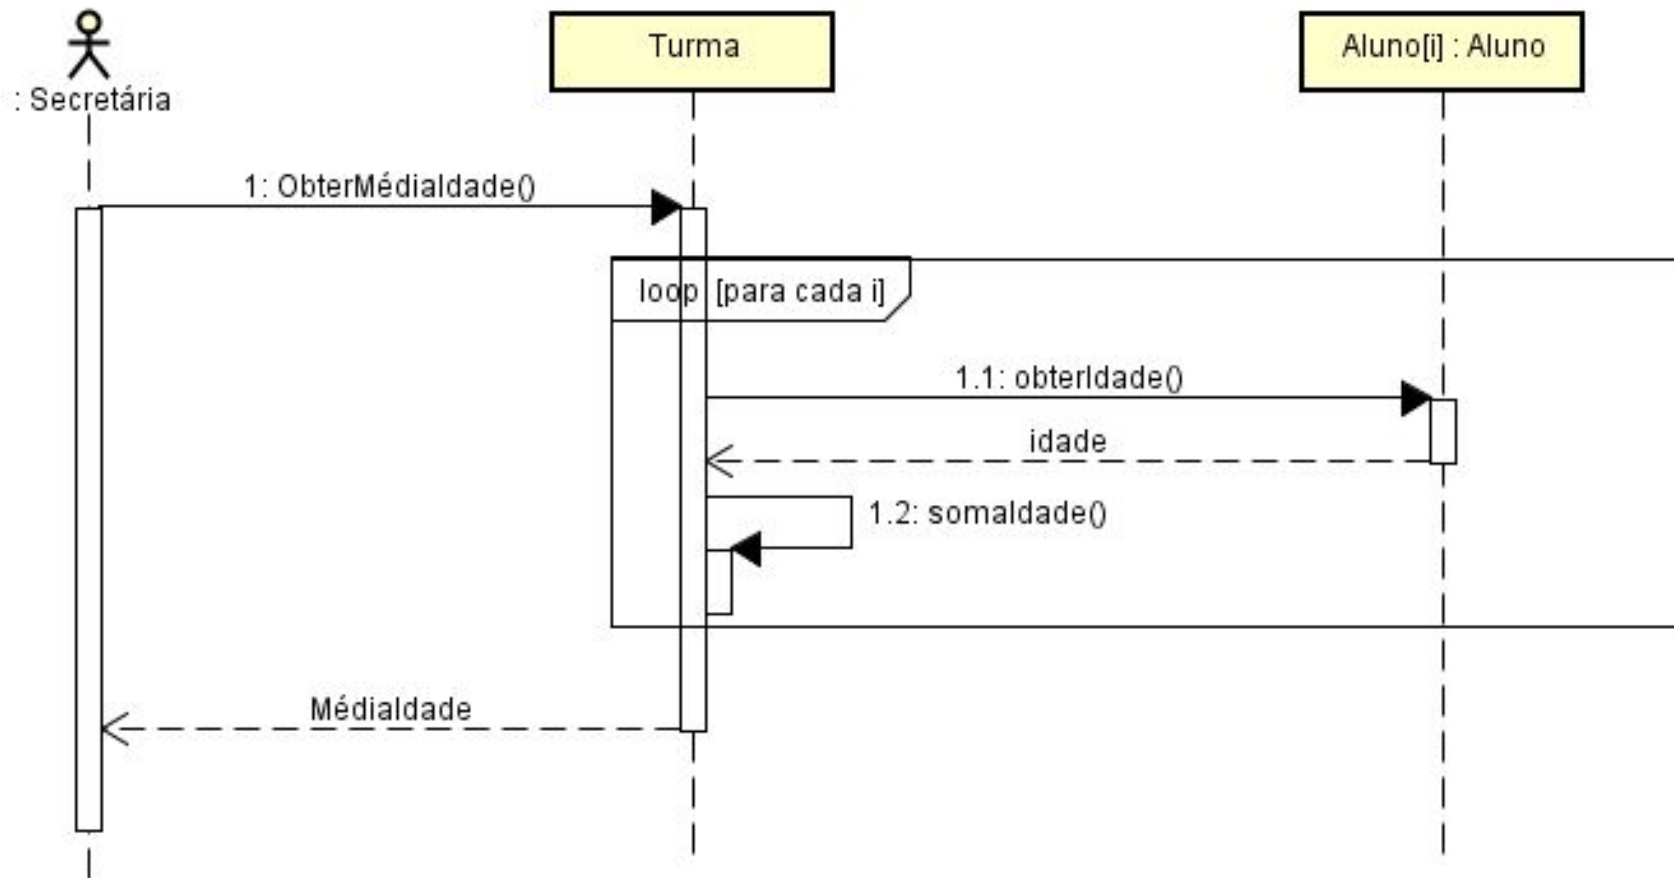 : Secretária
Turma
Aluno[i] : Aluno
1: ObterMédiaIdade()
loop [para cada i]
1.1: obterIdade()
idade
1.2: somaIdade()
MédiaIdade